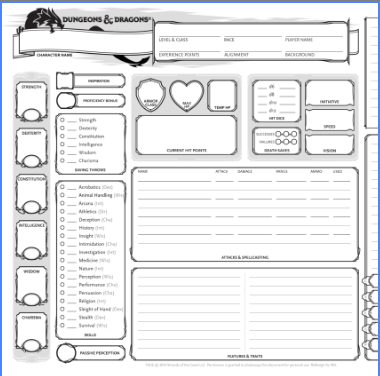 DUNGEONS & DRAGONS®
CHARACTER NAME
LEVEL & CLASS RACE PLAYER NAME
EXPERIENCE POINTS ALIGNMENT BACKGROUND
STRENGTH
DEXTERITY
CONSTITUTION
INTELLIGENCE
WISDOM
CHARISMA
INSPIRATION
PROFICIENCY BONUS
Strength
Dexterity
Constitution
Intelligence
Wisdom
Charisma
SAVING THROWS
Acrobatics (Dex)
Animal Handling (Wis)
Arcana (Int)
Athletics (Str)
Deception (Cha)
History (Int)
Insight (Wis)
Intimidation (Cha)
Investigation (Int)
Medicine (Wis)
Nature (Int)
Perception (Wis)
Performance (Cha)
Persuasion (Cha)
Religion (Int)
Sleight of Hand (Dex)
Stealth (Dex)
Survival (Wis)
SKILLS
PASSIVE PERCEPTION
ARMOR
CLASS
MAX
HP
TEMP HP
CURRENT HIT POINTS
HIT DICE
SUCCESSES
FAILURES
DEATH SAVES
INITIATIVE
SPEED
VISION
NAME ATTACK DAMAGE RANGE AMMO USED
ATTACKS & SPELLCASTING
FEATURES & TRAITS